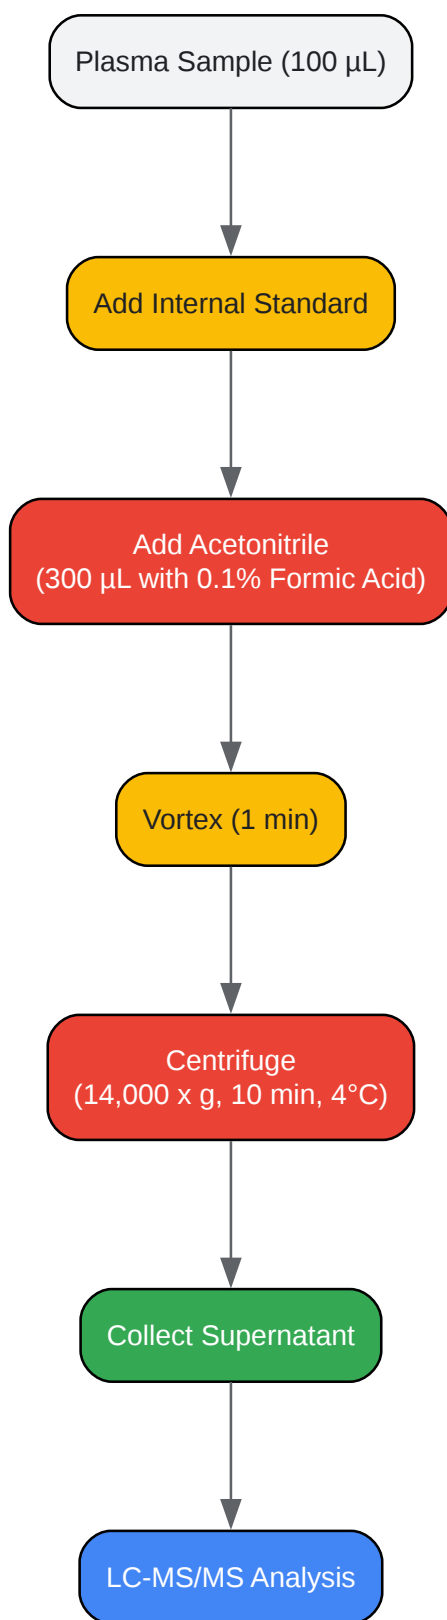 Plasma Sample (100 µL)
Add Internal Standard
Add Acetonitrile
(300 µL with 0.1% Formic Acid)
Vortex (1 min)
Centrifuge
(14,000 x g, 10 min, 4°C)
Collect Supernatant
LC-MS/MS Analysis